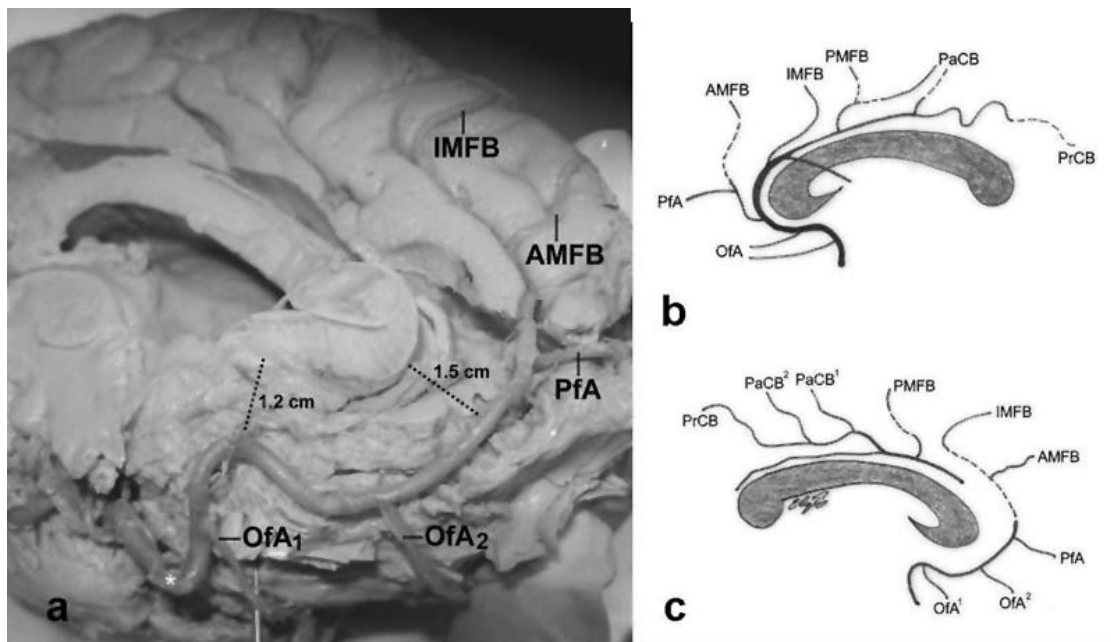 IMFB
AMFB
1.5 cm
PfA
1.2 cm
OfA1
OfA2
*
a
PMFB
PaCB
IMFB
AMFB
PrCB
PfA
OfA
b
PaCB2
PaCB1
PMFB
IMFB
PrCB
AMFB
PfA
OfA1
OfA2
c